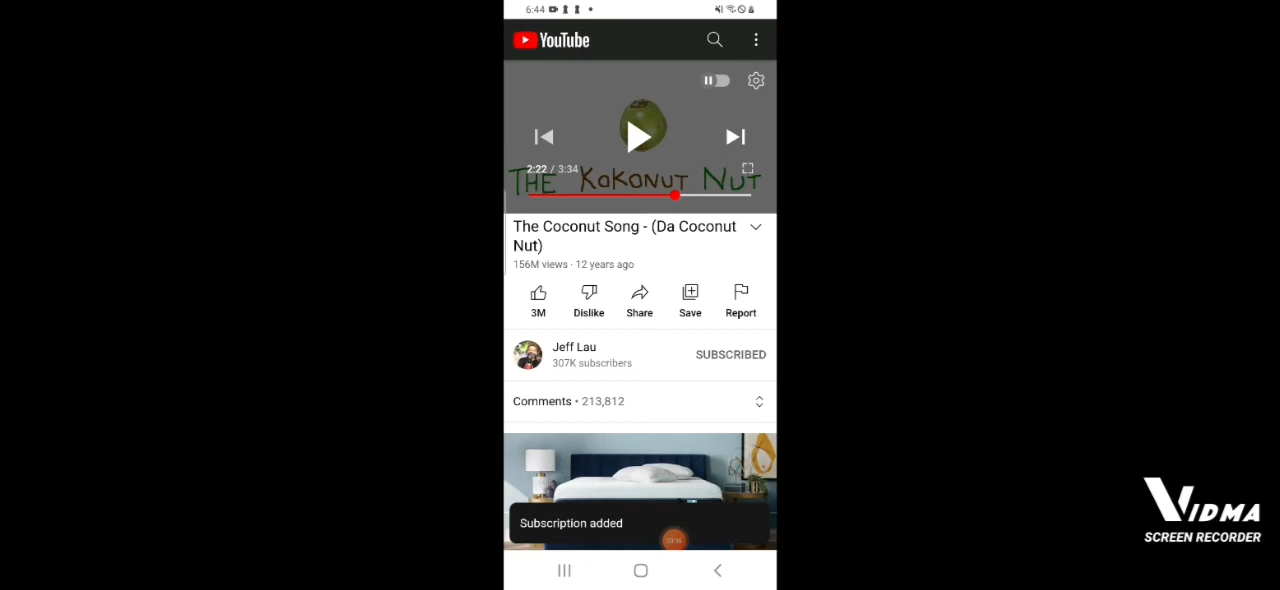 6:44
YouTube
2:22 / 3:34
THE KoKoNUT NUT
The Coconut Song - (Da Coconut
Nut)
156M views · 12 years ago
3M
Dislike
Share
Save
Report
Jeff Lau
307K subscribers
SUBSCRIBED
Comments • 213,812
Subscription added
VIDMA
SCREEN RECORDER